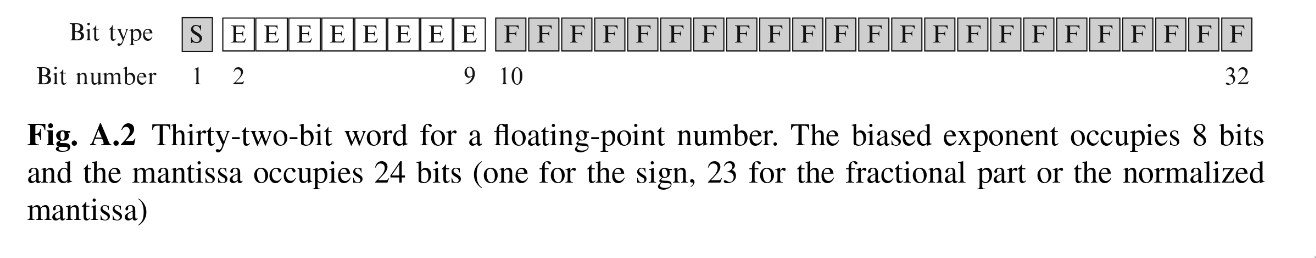 Bit type S E E E E E E E E F F F F F F F F F F F F F F F F F F F F F F F
Bit number 1 2 9 10 32
Fig. A.2 Thirty-two-bit word for a floating-point number. The biased exponent occupies 8 bits
and the mantissa occupies 24 bits (one for the sign, 23 for the fractional part or the normalized
mantissa)